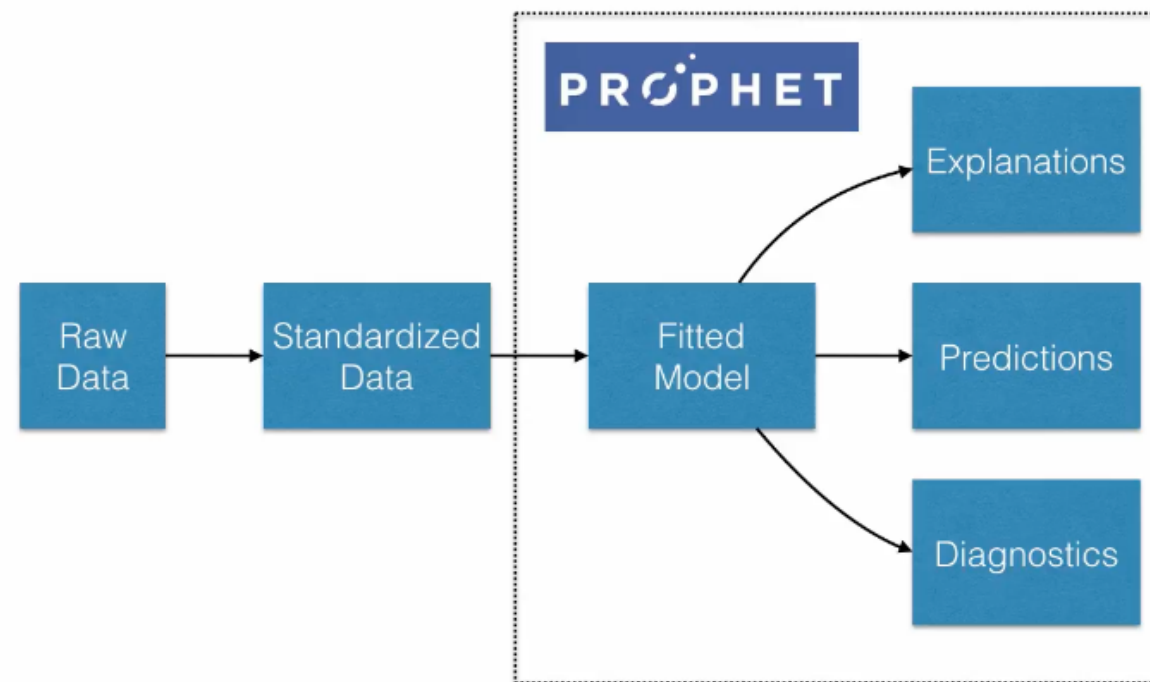 PROPHET
Explanations
Raw
Data
Standardized
Data
Fitted
Model
Predictions
Diagnostics